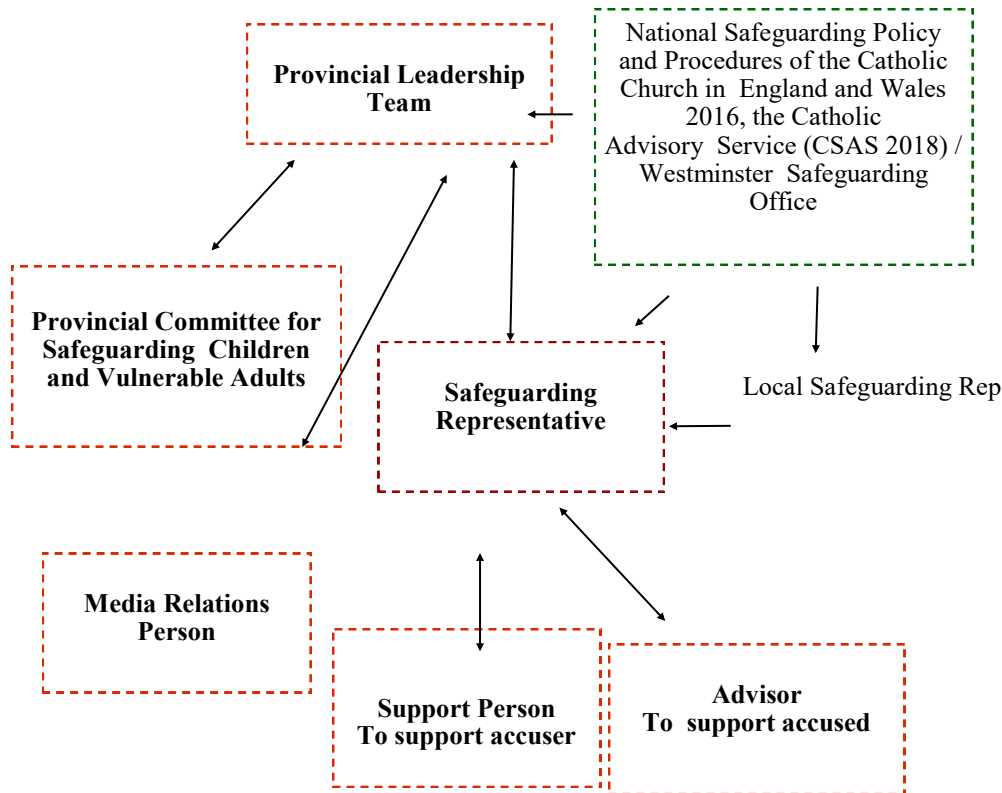 Provincial Leadership
Team
National Safeguarding Policy
and Procedures of the Catholic
Church in England and Wales
2016, the Catholic
Advisory Service (CSAS 2018) /
Westminster Safeguarding
Office
Provincial Committee for
Safeguarding Children
and Vulnerable Adults
Safeguarding
Representative
Local Safeguarding Rep
Media Relations
Person
Support Person
To support accuser
Advisor
To support accused